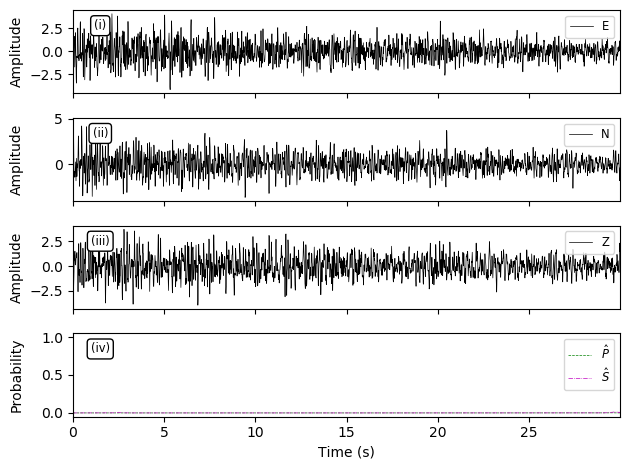 (i)
E
2.5
0.0
−2.5
Amplitude
(ii)
N
5
0
Amplitude
(iii)
Z
2.5
0.0
−2.5
Amplitude
(iv)
P̂
Ŝ
1.0
0.5
0.0
Probability
0 5 10 15 20 25
Time (s)